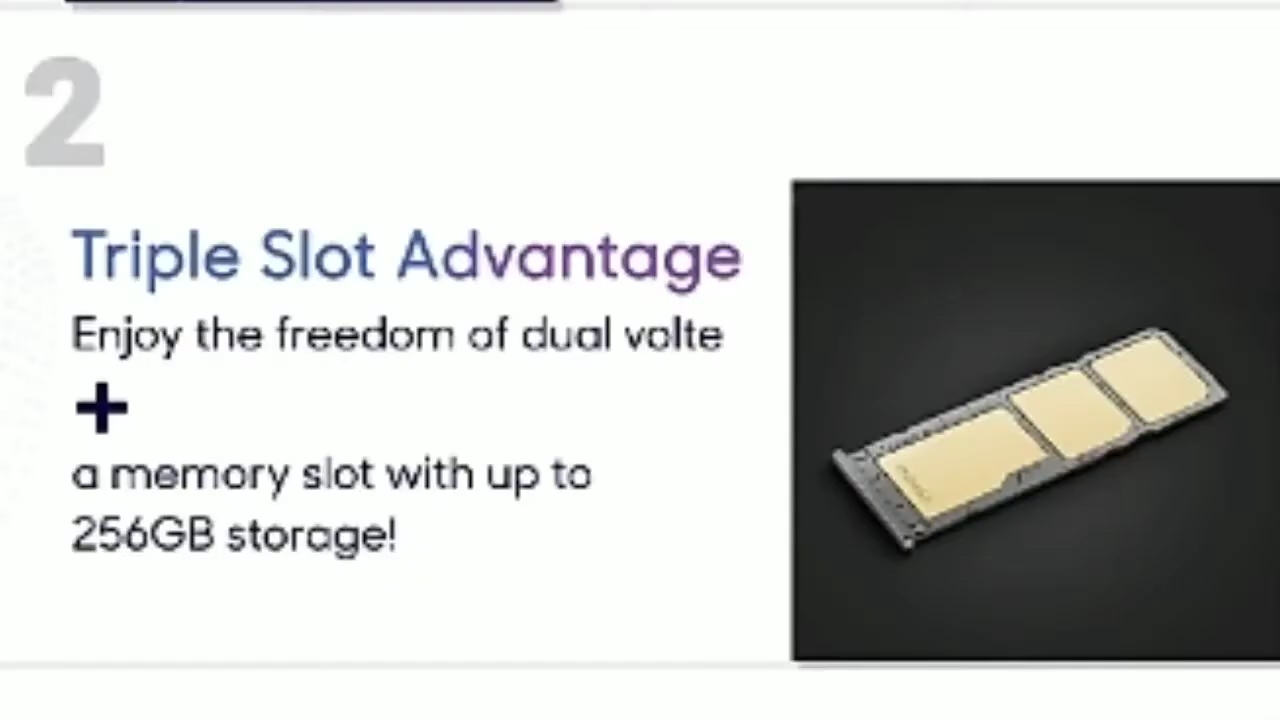 2
Triple Slot Advantage
Enjoy the freedom of dual volte
+
a memory slot with up to
256GB storage!